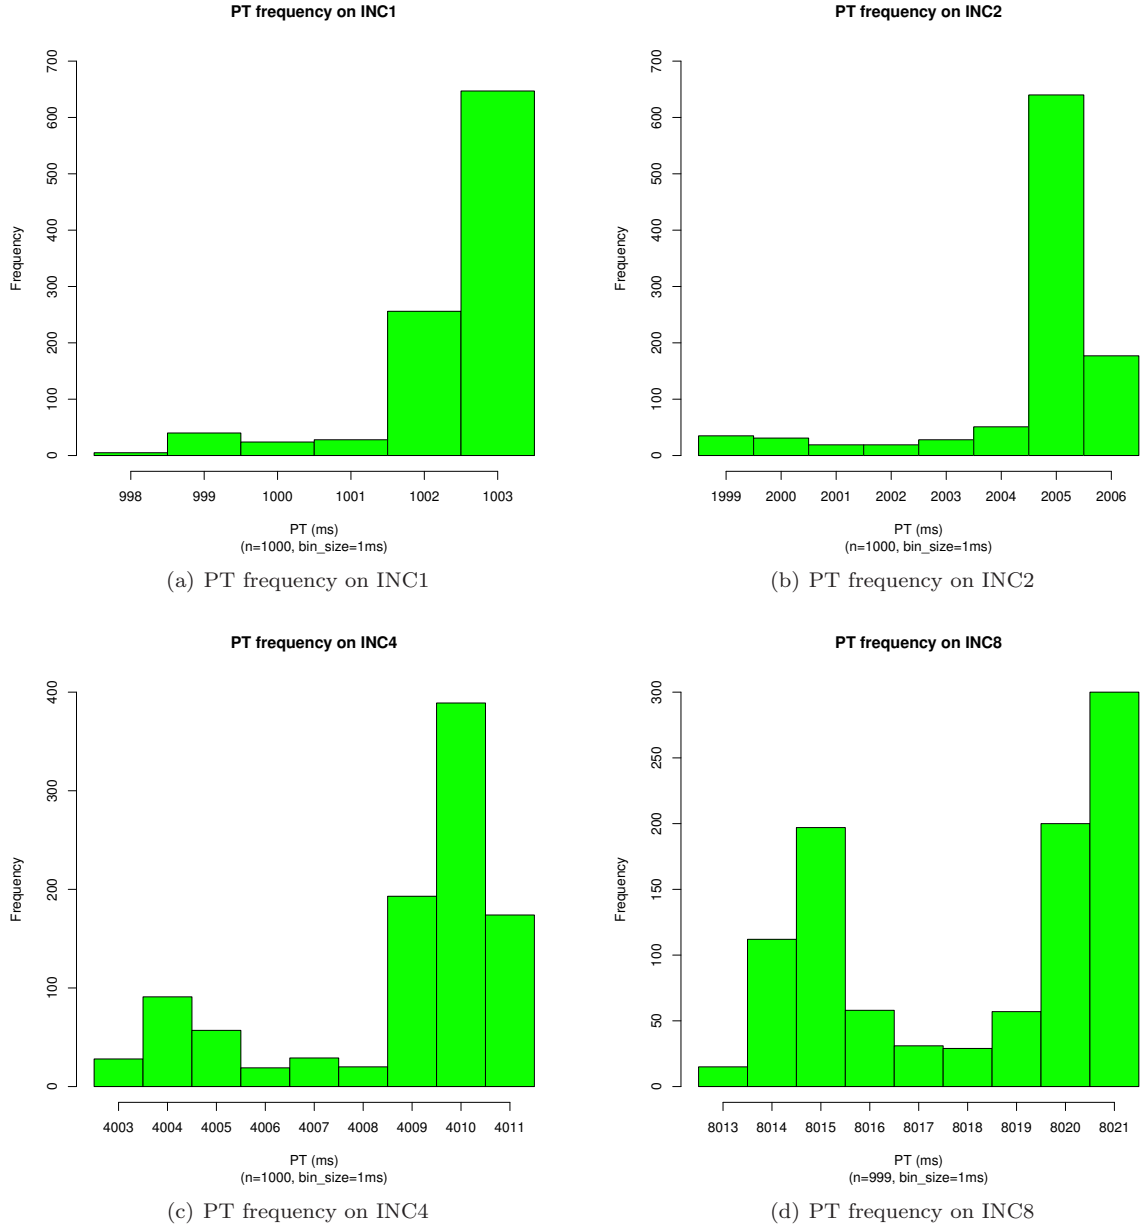 PT frequency on INC1
Frequency
0 100 200 300 400 500 600 700
998 999 1000 1001 1002 1003
PT (ms)
(n=1000, bin_size=1ms)
(a) PT frequency on INC1
PT frequency on INC2
Frequency
0 100 200 300 400 500 600 700
1999 2000 2001 2002 2003 2004 2005 2006
PT (ms)
(n=1000, bin_size=1ms)
(b) PT frequency on INC2
PT frequency on INC4
Frequency
0 100 200 300 400
4003 4004 4005 4006 4007 4008 4009 4010 4011
PT (ms)
(n=1000, bin_size=1ms)
(c) PT frequency on INC4
PT frequency on INC8
Frequency
0 50 100 150 200 250 300
8013 8014 8015 8016 8017 8018 8019 8020 8021
PT (ms)
(n=999, bin_size=1ms)
(d) PT frequency on INC8